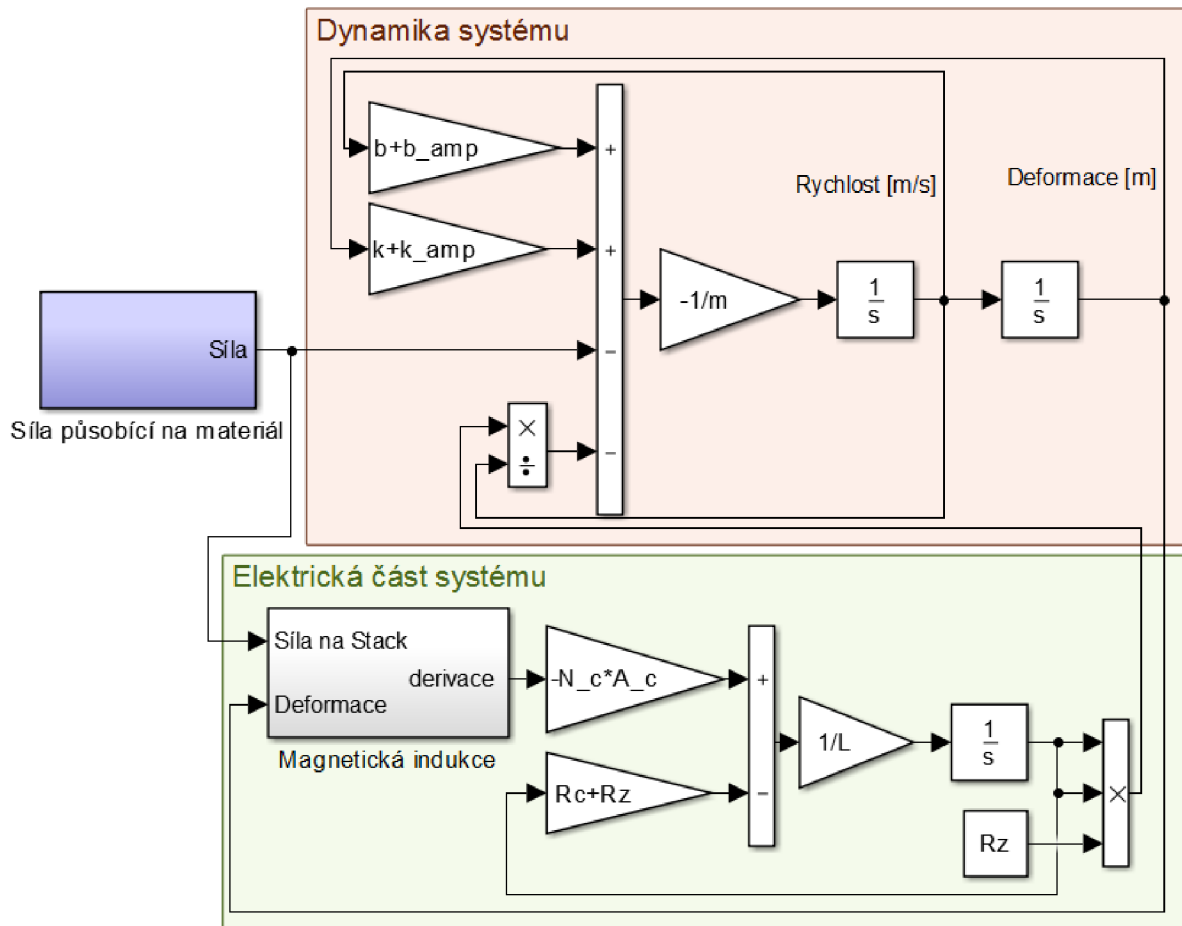 Dynamika systému
b+b_amp
+
Rychlost [m/s]
Deformace [m]
k+k_amp
+
-1/m
1
s
1
s
Síla
−
Síla působící na materiál
×
÷
−
Elektrická část systému
Síla na Stack
derivace
Deformace
Magnetická indukce
-N_c*A_c
+
1/L
1
s
Rc+Rz
−
×
Rz